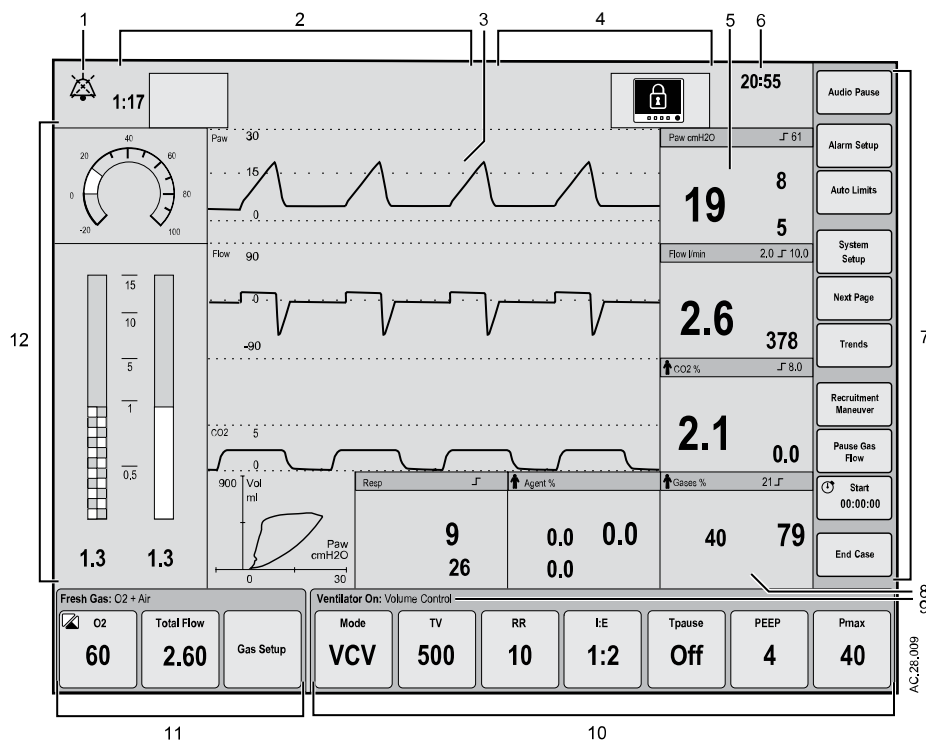 1
2
3
4
5
6
1:17
20:55
Audio Pause
Alarm Setup
Auto Limits
System
Setup
Next Page
Trends
Recruitment
Maneuver
Pause Gas
Flow
Start
00:00:00
End Case
7
12
-20
0
20
40
60
80
100
Paw
30
15
0
Paw cmH2O
61
19
8
5
Flow
90
0
-90
Flow l/min
2.0
10.0
2.6
378
CO2
5
0
CO2 %
8.0
2.1
0.0
15
10
5
1
0,5
1.3
1.3
900
Vol
ml
Paw
cmH2O
0
30
Resp
9
26
Agent %
0.0
0.0
0.0
Gases %
21
40
79
8
9
Fresh Gas: O2 + Air
O2
60
Total Flow
2.60
Gas Setup
Ventilator On: Volume Control
Mode
VCV
TV
500
RR
10
I:E
1:2
Tpause
Off
PEEP
4
Pmax
40
11
10
AC.28.009